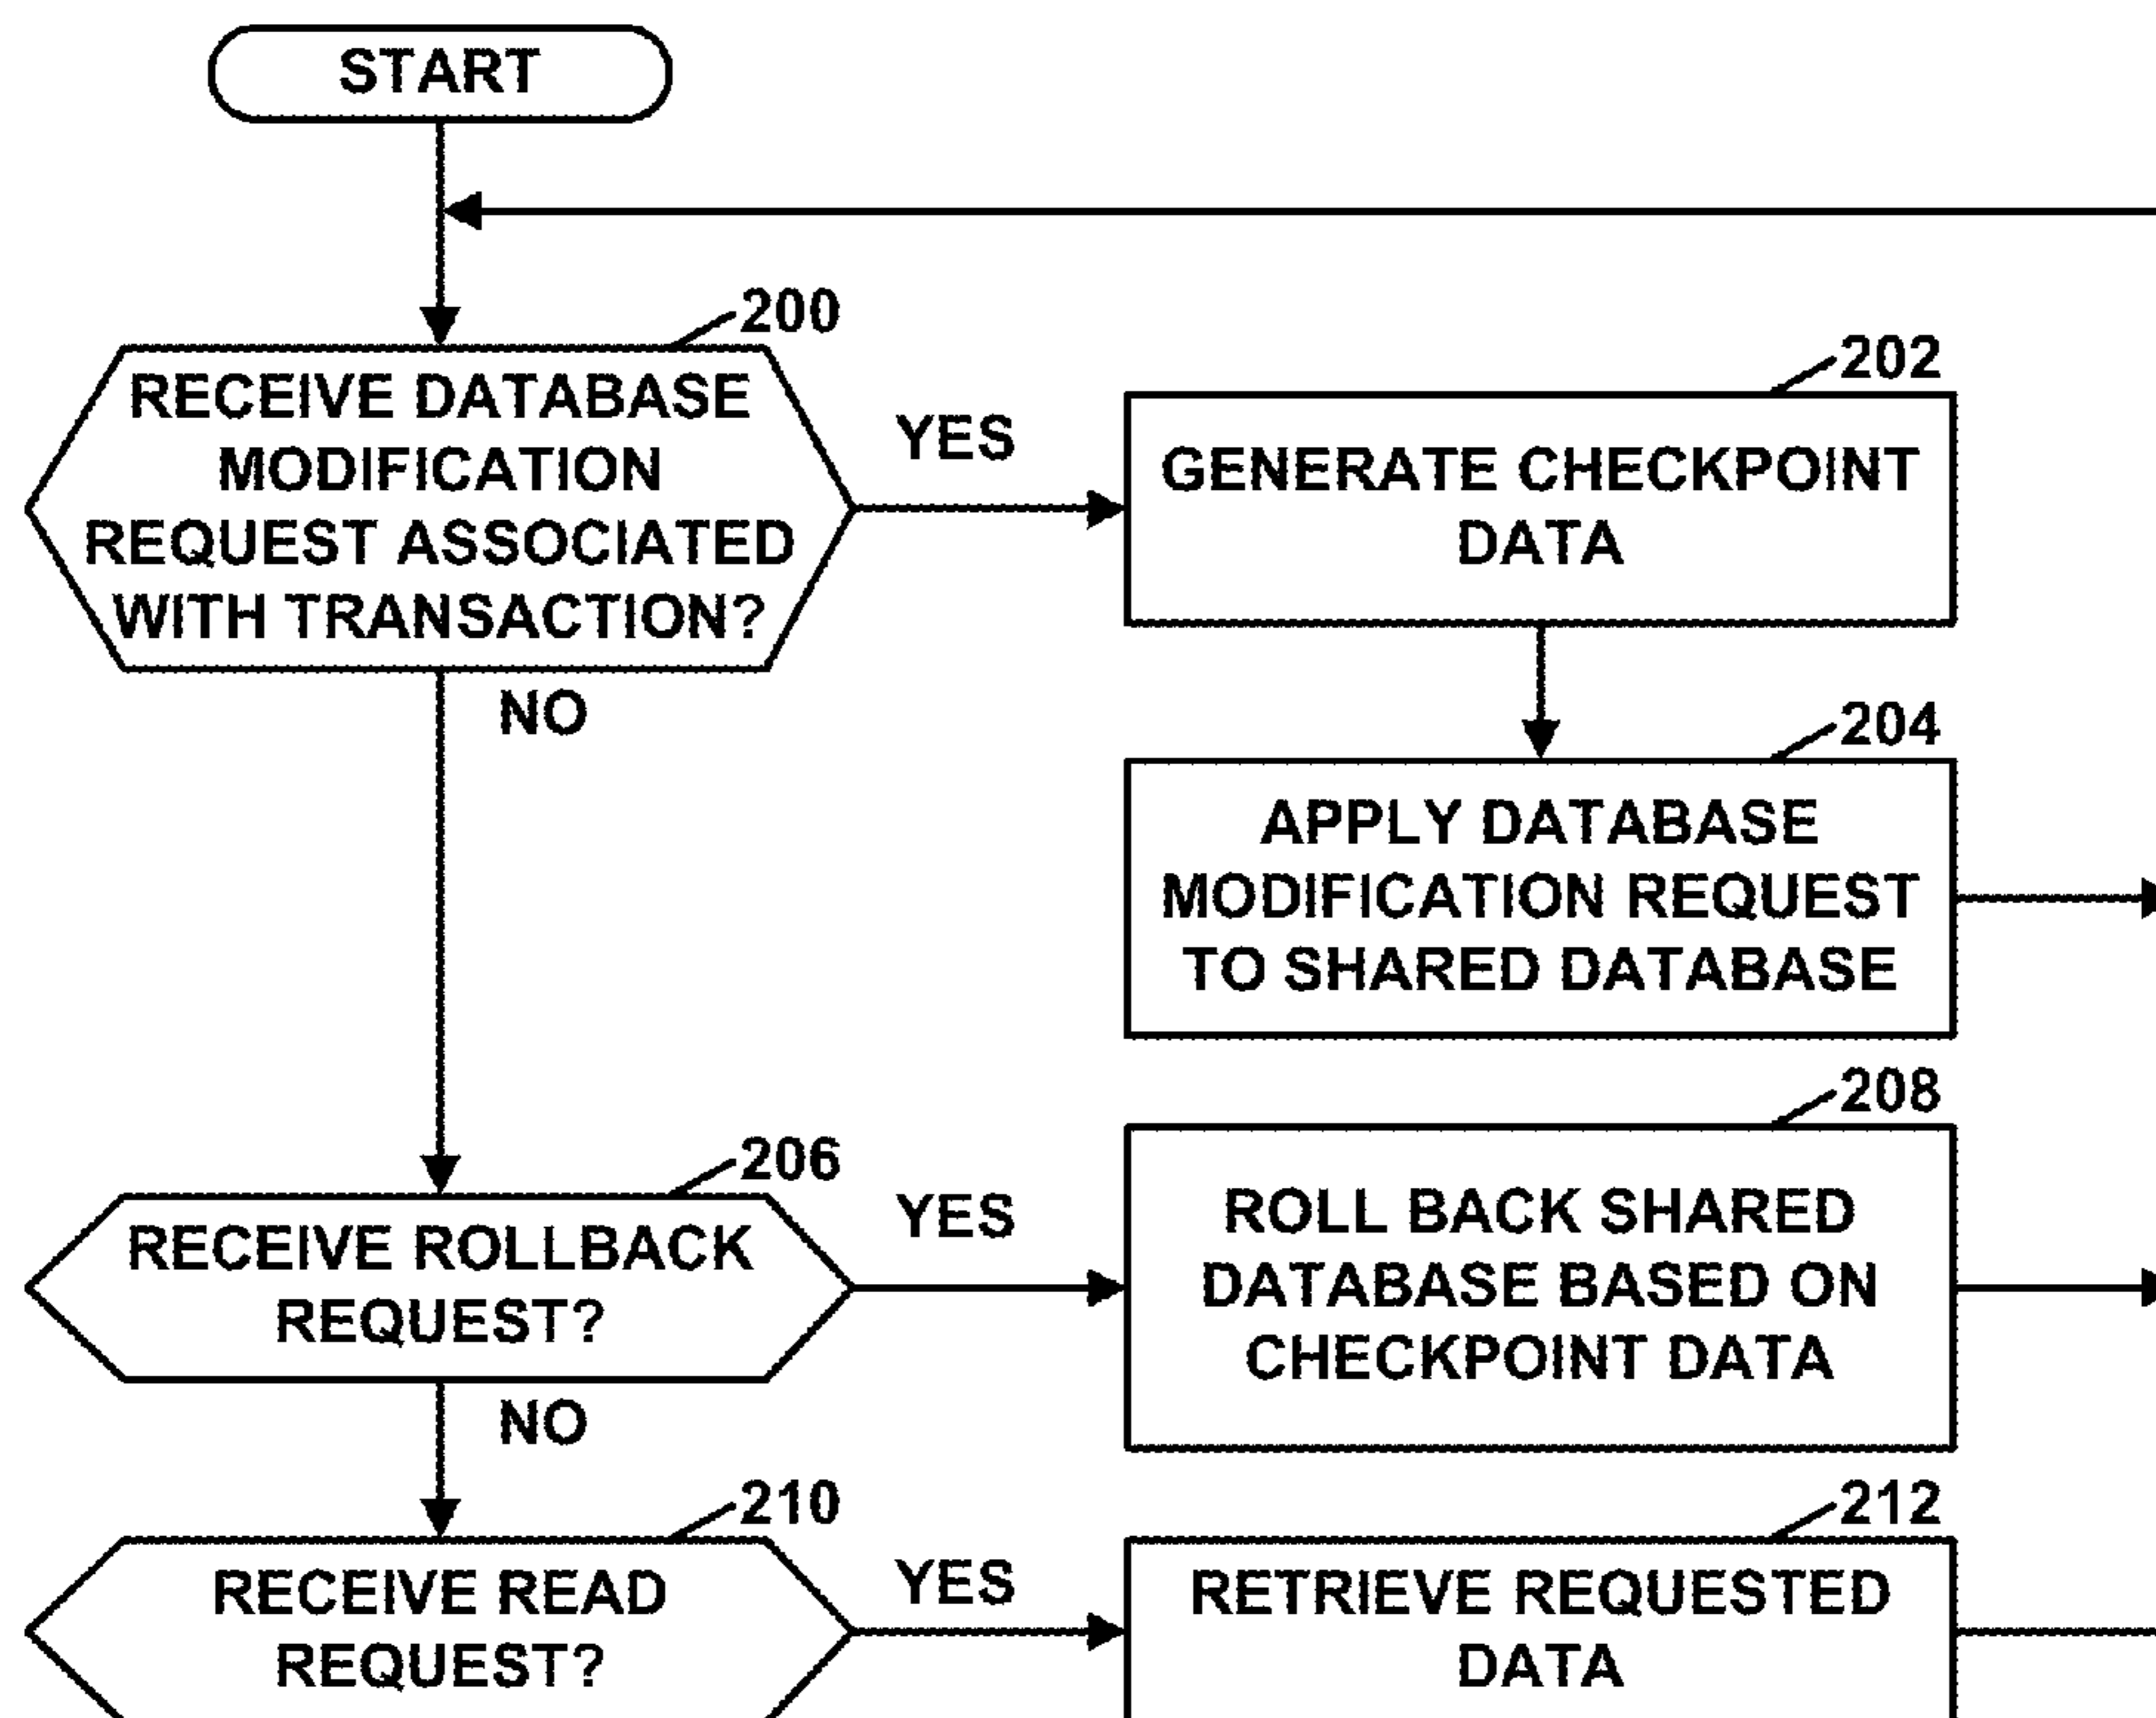 START
200
RECEIVE DATABASE
MODIFICATION
REQUEST ASSOCIATED
WITH TRANSACTION?
YES
NO
202
GENERATE CHECKPOINT
DATA
204
APPLY DATABASE
MODIFICATION REQUEST
TO SHARED DATABASE
206
RECEIVE ROLLBACK
REQUEST?
YES
NO
208
ROLL BACK SHARED
DATABASE BASED ON
CHECKPOINT DATA
210
RECEIVE READ
REQUEST?
YES
212
RETRIEVE REQUESTED
DATA